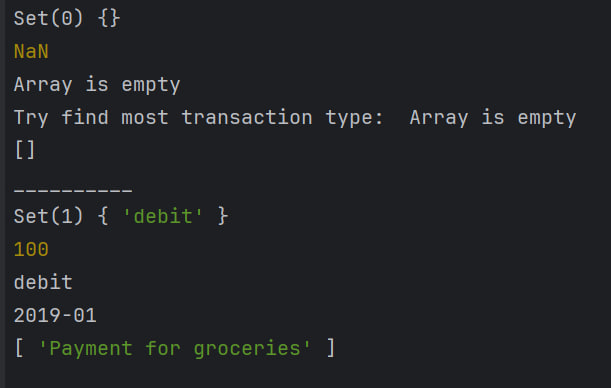 Set(0) {}
NaN
Array is empty
Try find most transaction type:  Array is empty
[]
__________
Set(1) { 'debit' }
100
debit
2019-01
[ 'Payment for groceries' ]